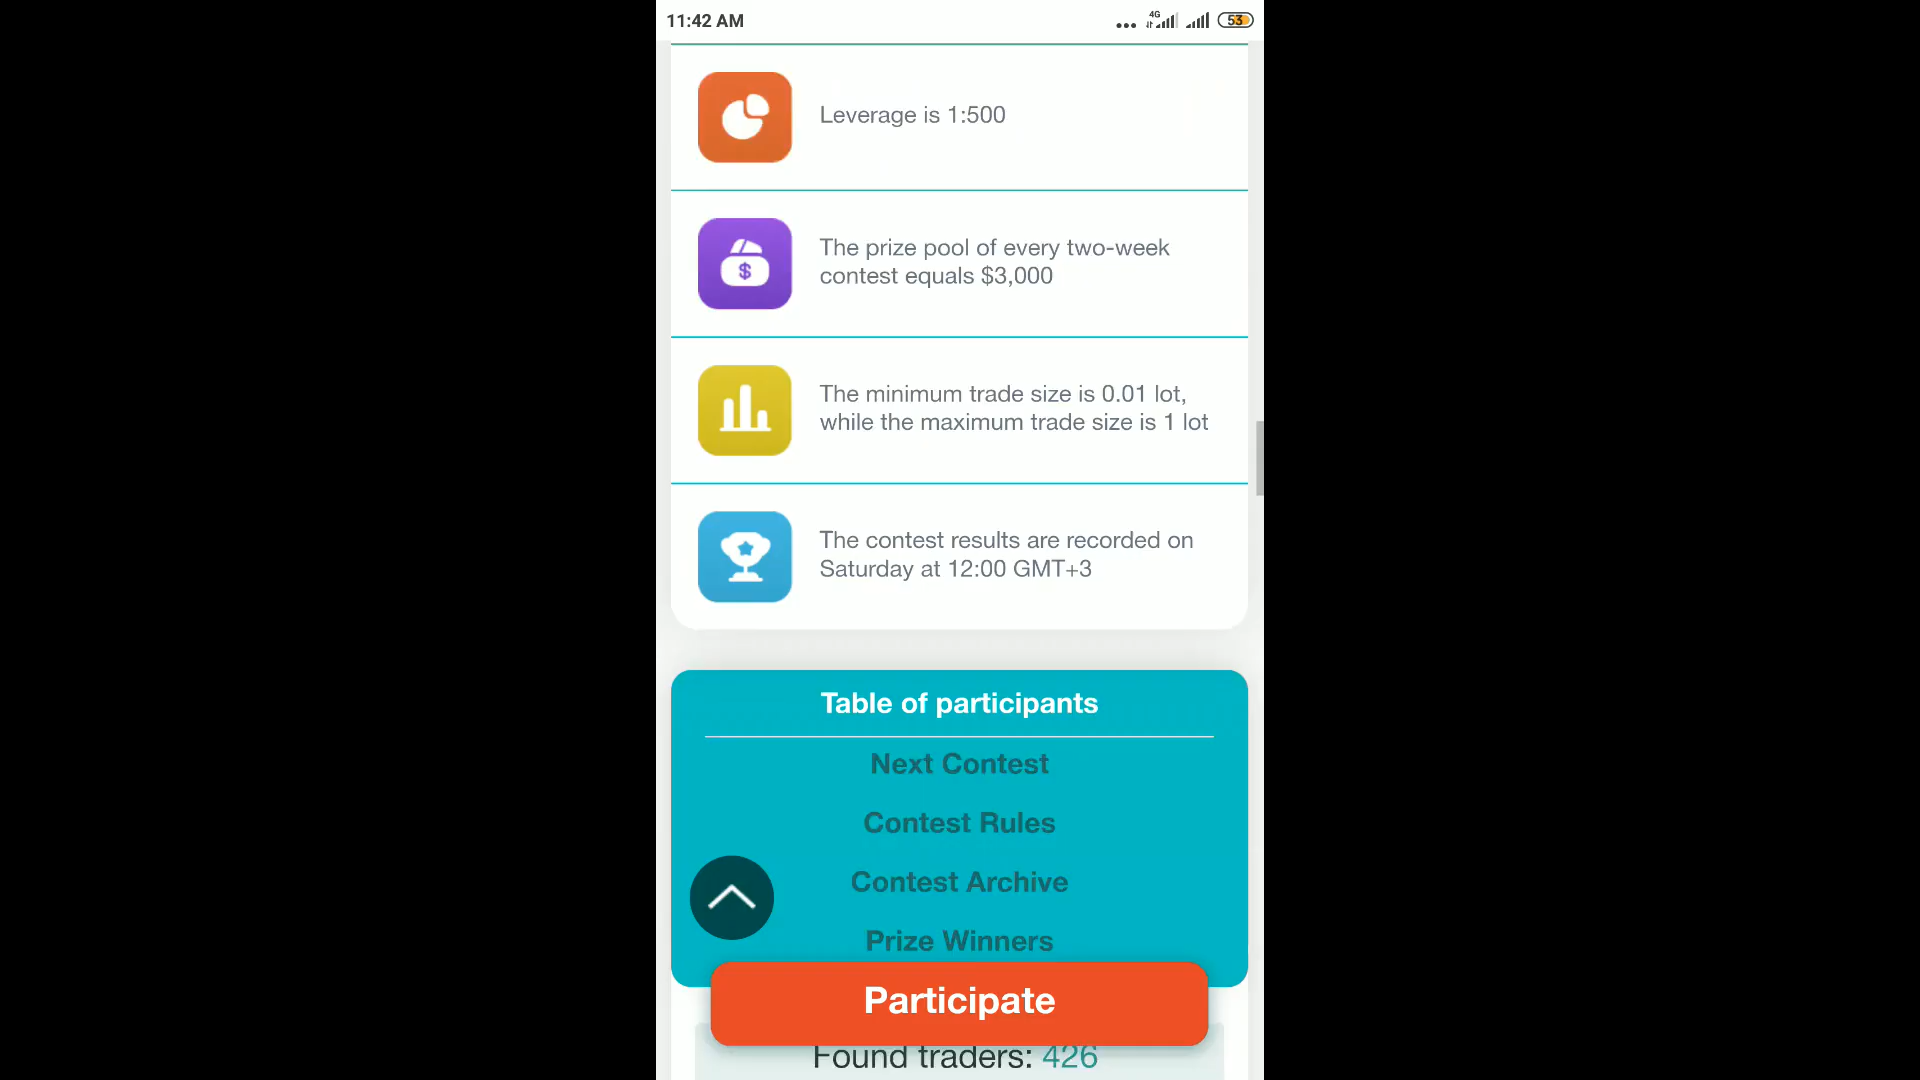 11:42 AM
4G
53
Leverage is 1:500
The prize pool of every two-week
contest equals $3,000
$
The minimum trade size is 0.01 lot,
while the maximum trade size is 1 lot
The contest results are recorded on
Saturday at 12:00 GMT+3
Table of participants
Next Contest
Contest Rules
Contest Archive
Prize Winners
Participate
Found traders: 426